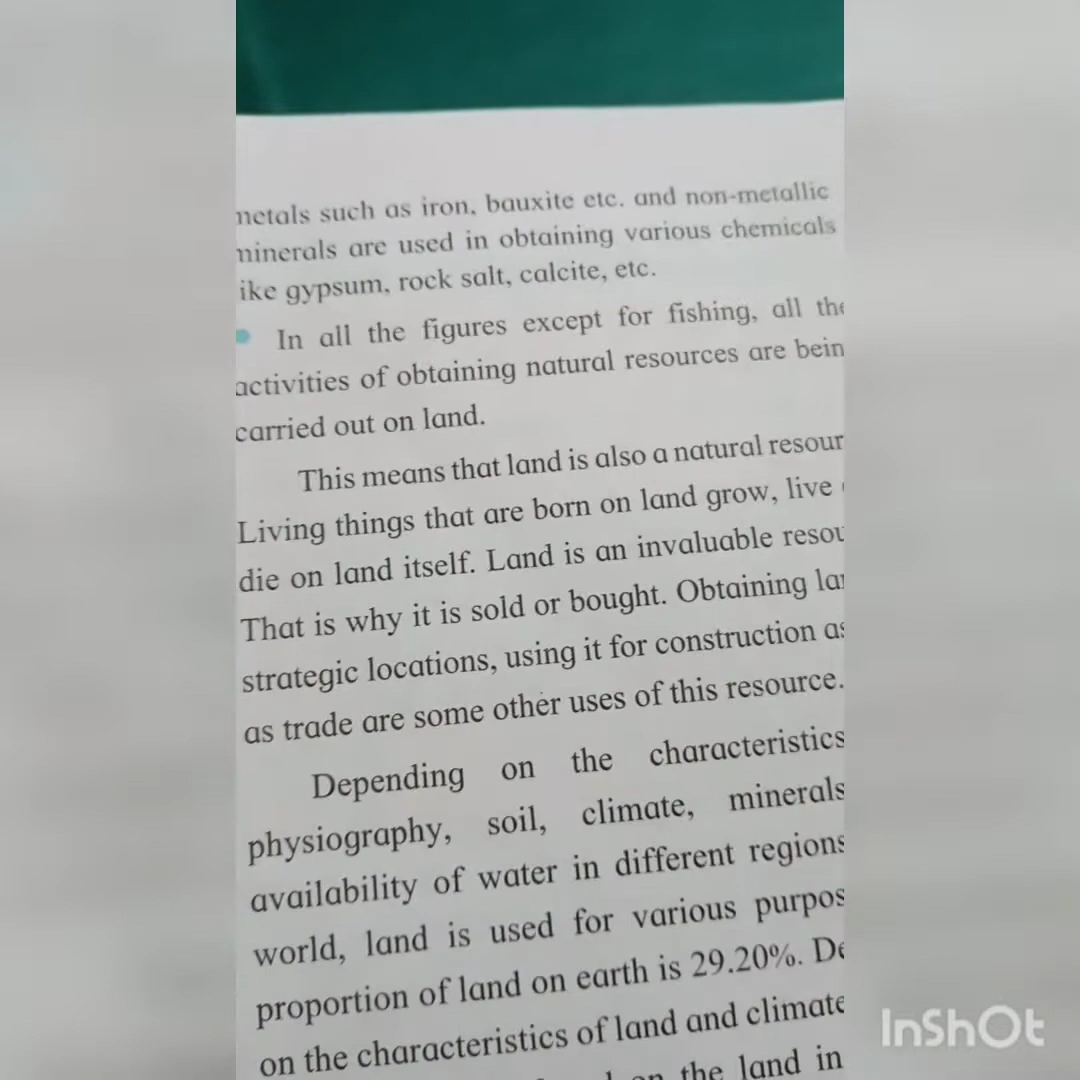 netals such as iron, bauxite etc. and non-metallic
ninerals are used in obtaining various chemicals
ike gypsum, rock salt, calcite, etc.
In all the figures except for fishing, all the
activities of obtaining natural resources are bein
carried out on land.
This means that land is also a natural resour
Living things that are born on land grow, live
die on land itself. Land is an invaluable resou
That is why it is sold or bought. Obtaining lan
strategic locations, using it for construction as
as trade are some other uses of this resource.
Depending on the characteristics
physiography, soil, climate, minerals
availability of water in different regions
world, land is used for various purpos
proportion of land on earth is 29.20%. De
on the characteristics of land and climate
on the land in
InShOt